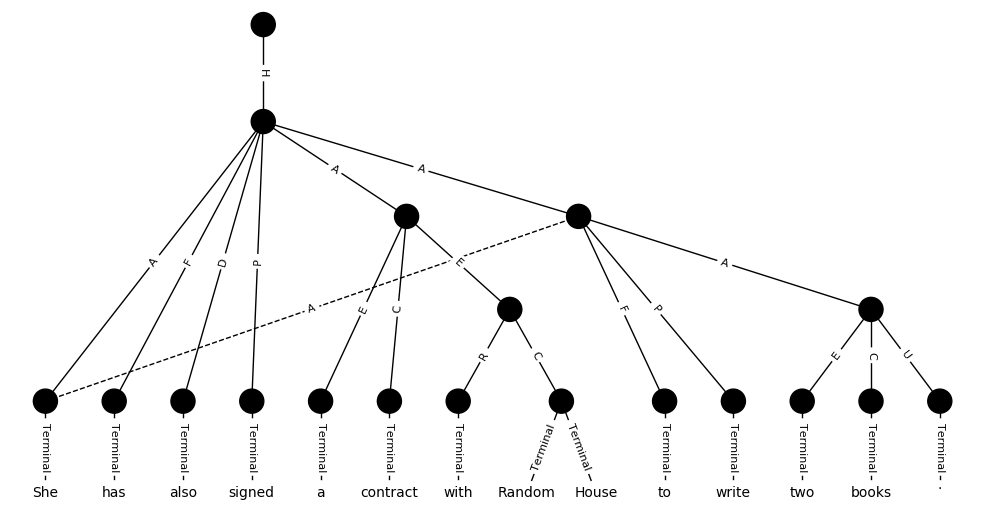 H
A A
A F D P E A
A E C F P
R C E C U
Terminal Terminal Terminal Terminal Terminal Terminal Terminal Terminal Terminal Terminal Terminal Terminal Terminal Terminal
She has also signed a contract with Random House to write two books .